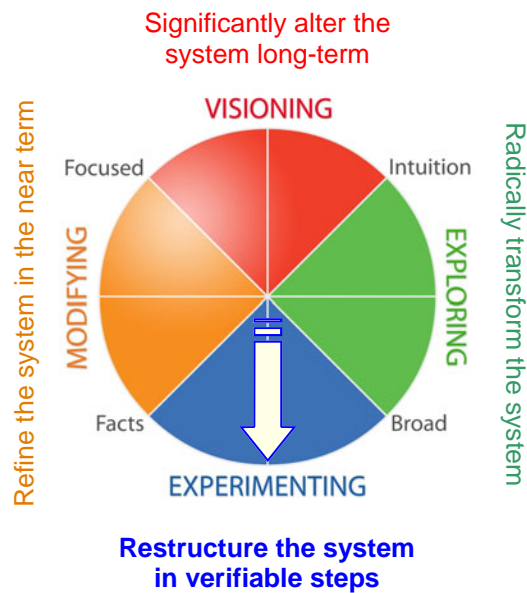 Significantly alter the
system long-term
VISIONING
Focused
Intuition
Refine the system in the near term
MODIFYING
EXPLORING
Radically transform the system
Facts
Broad
EXPERIMENTING
Restructure the system
in verifiable steps